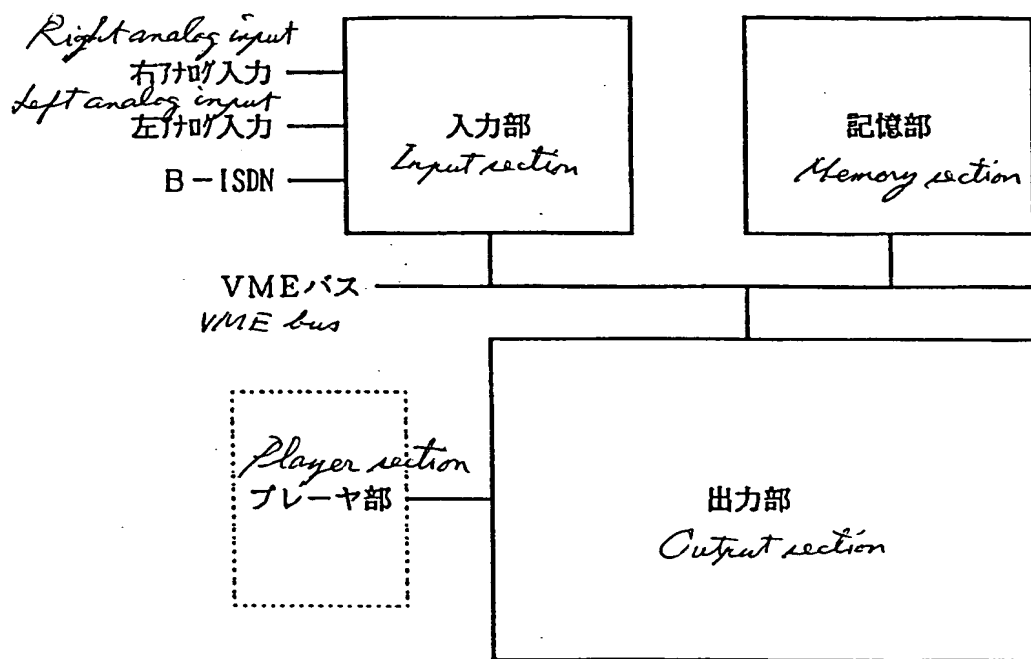 Right analog input
右アナログ入力
Left analog input
左アナログ入力
B-ISDN
入力部
Input section
記憶部
Memory section
VMEバス
VME bus
Player section
プレーヤ部
出力部
Output section